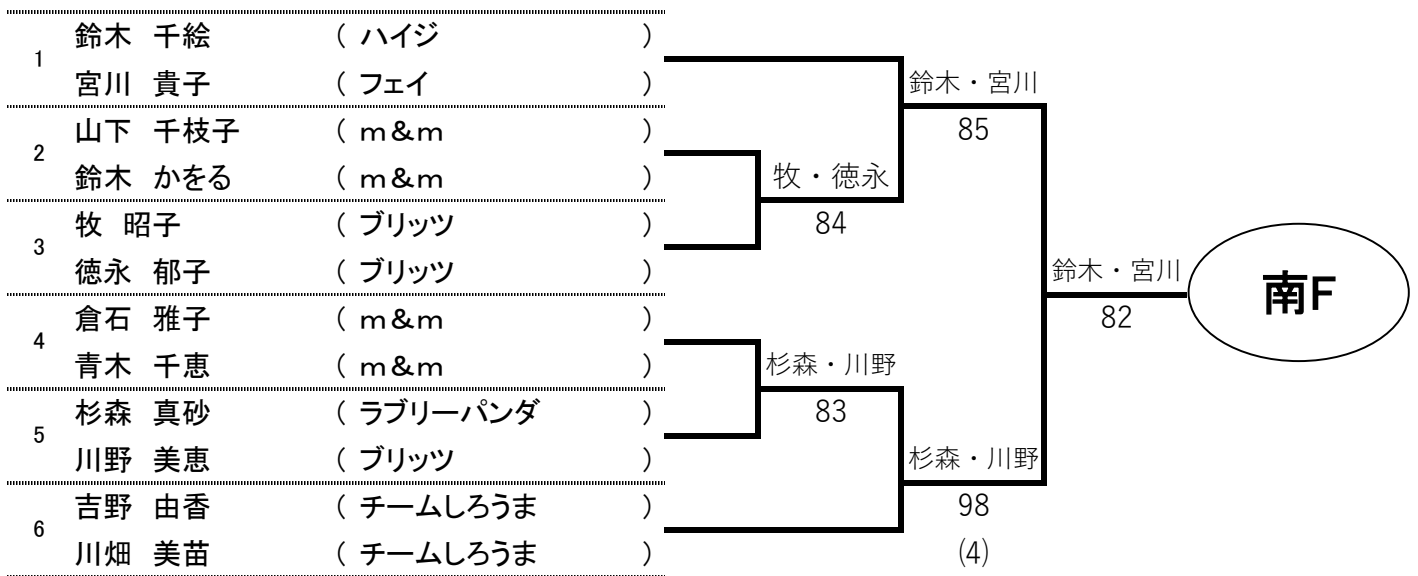 1
鈴木　千絵 ( ハイジ )
宮川　貴子 ( フェイ )
2
山下　千枝子 ( ｍ&ｍ )
鈴木　かをる ( ｍ&ｍ )
3
牧　昭子 ( ブリッツ )
徳永　郁子 ( ブリッツ )
4
倉石　雅子 ( ｍ&ｍ )
青木　千恵 ( ｍ&ｍ )
5
杉森　真砂 ( ラブリーパンダ )
川野　美恵 ( ブリッツ )
6
吉野　由香 ( チームしろうま )
川畑　美苗 ( チームしろうま )
牧・徳永
84
杉森・川野
83
鈴木・宮川
85
杉森・川野
98
(4)
鈴木・宮川
82
南F